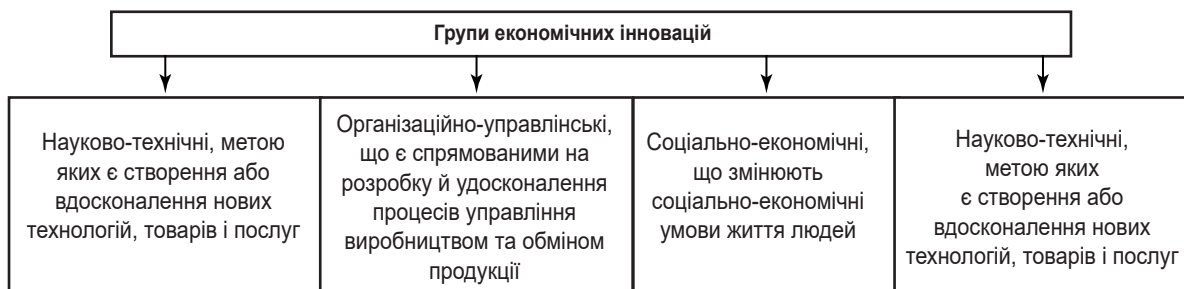 Групи економічних інновацій
Науково-технічні, метою
яких є створення або
вдосконалення нових
технологій, товарів і послуг
Організаційно-управлінські,
що є спрямованими на
розробку й удосконалення
процесів управління
виробництвом та обміном
продукції
Соціально-економічні,
що змінюють
соціально-економічні
умови життя людей
Науково-технічні,
метою яких
є створення або
вдосконалення нових
технологій, товарів і послуг